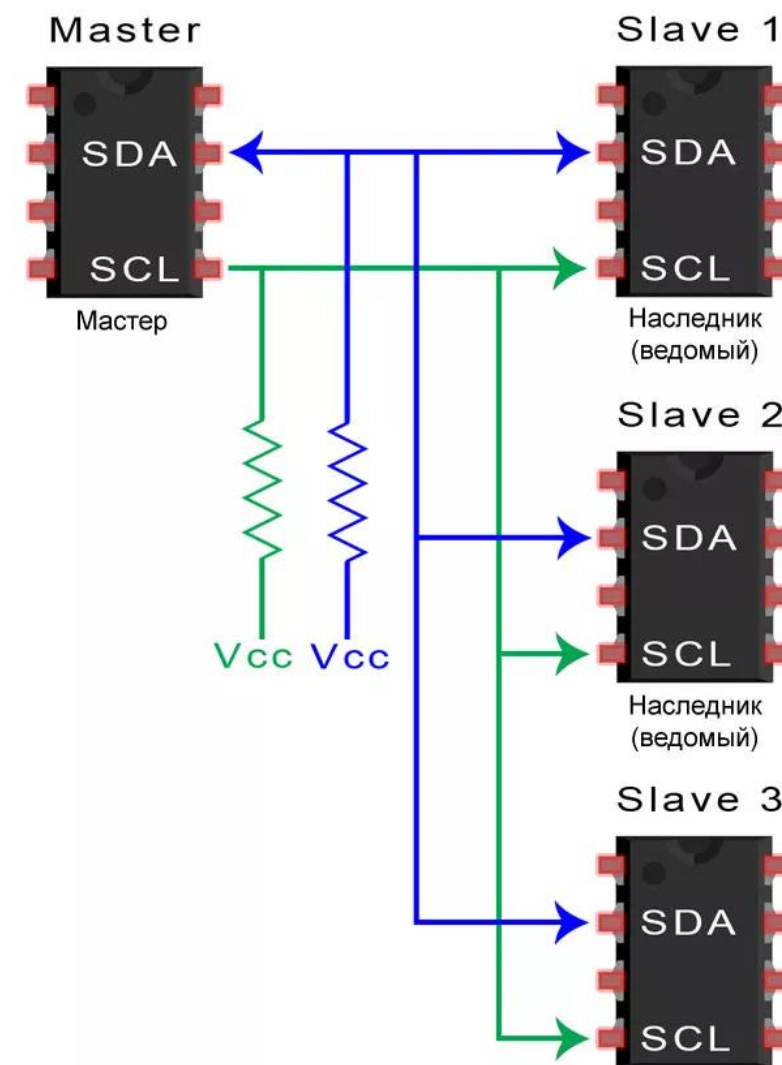 Master
SDA
SCL
Мастер
Slave 1
SDA
SCL
Наследник
(ведомый)
Vcc Vcc
Slave 2
SDA
SCL
Наследник
(ведомый)
Slave 3
SDA
SCL